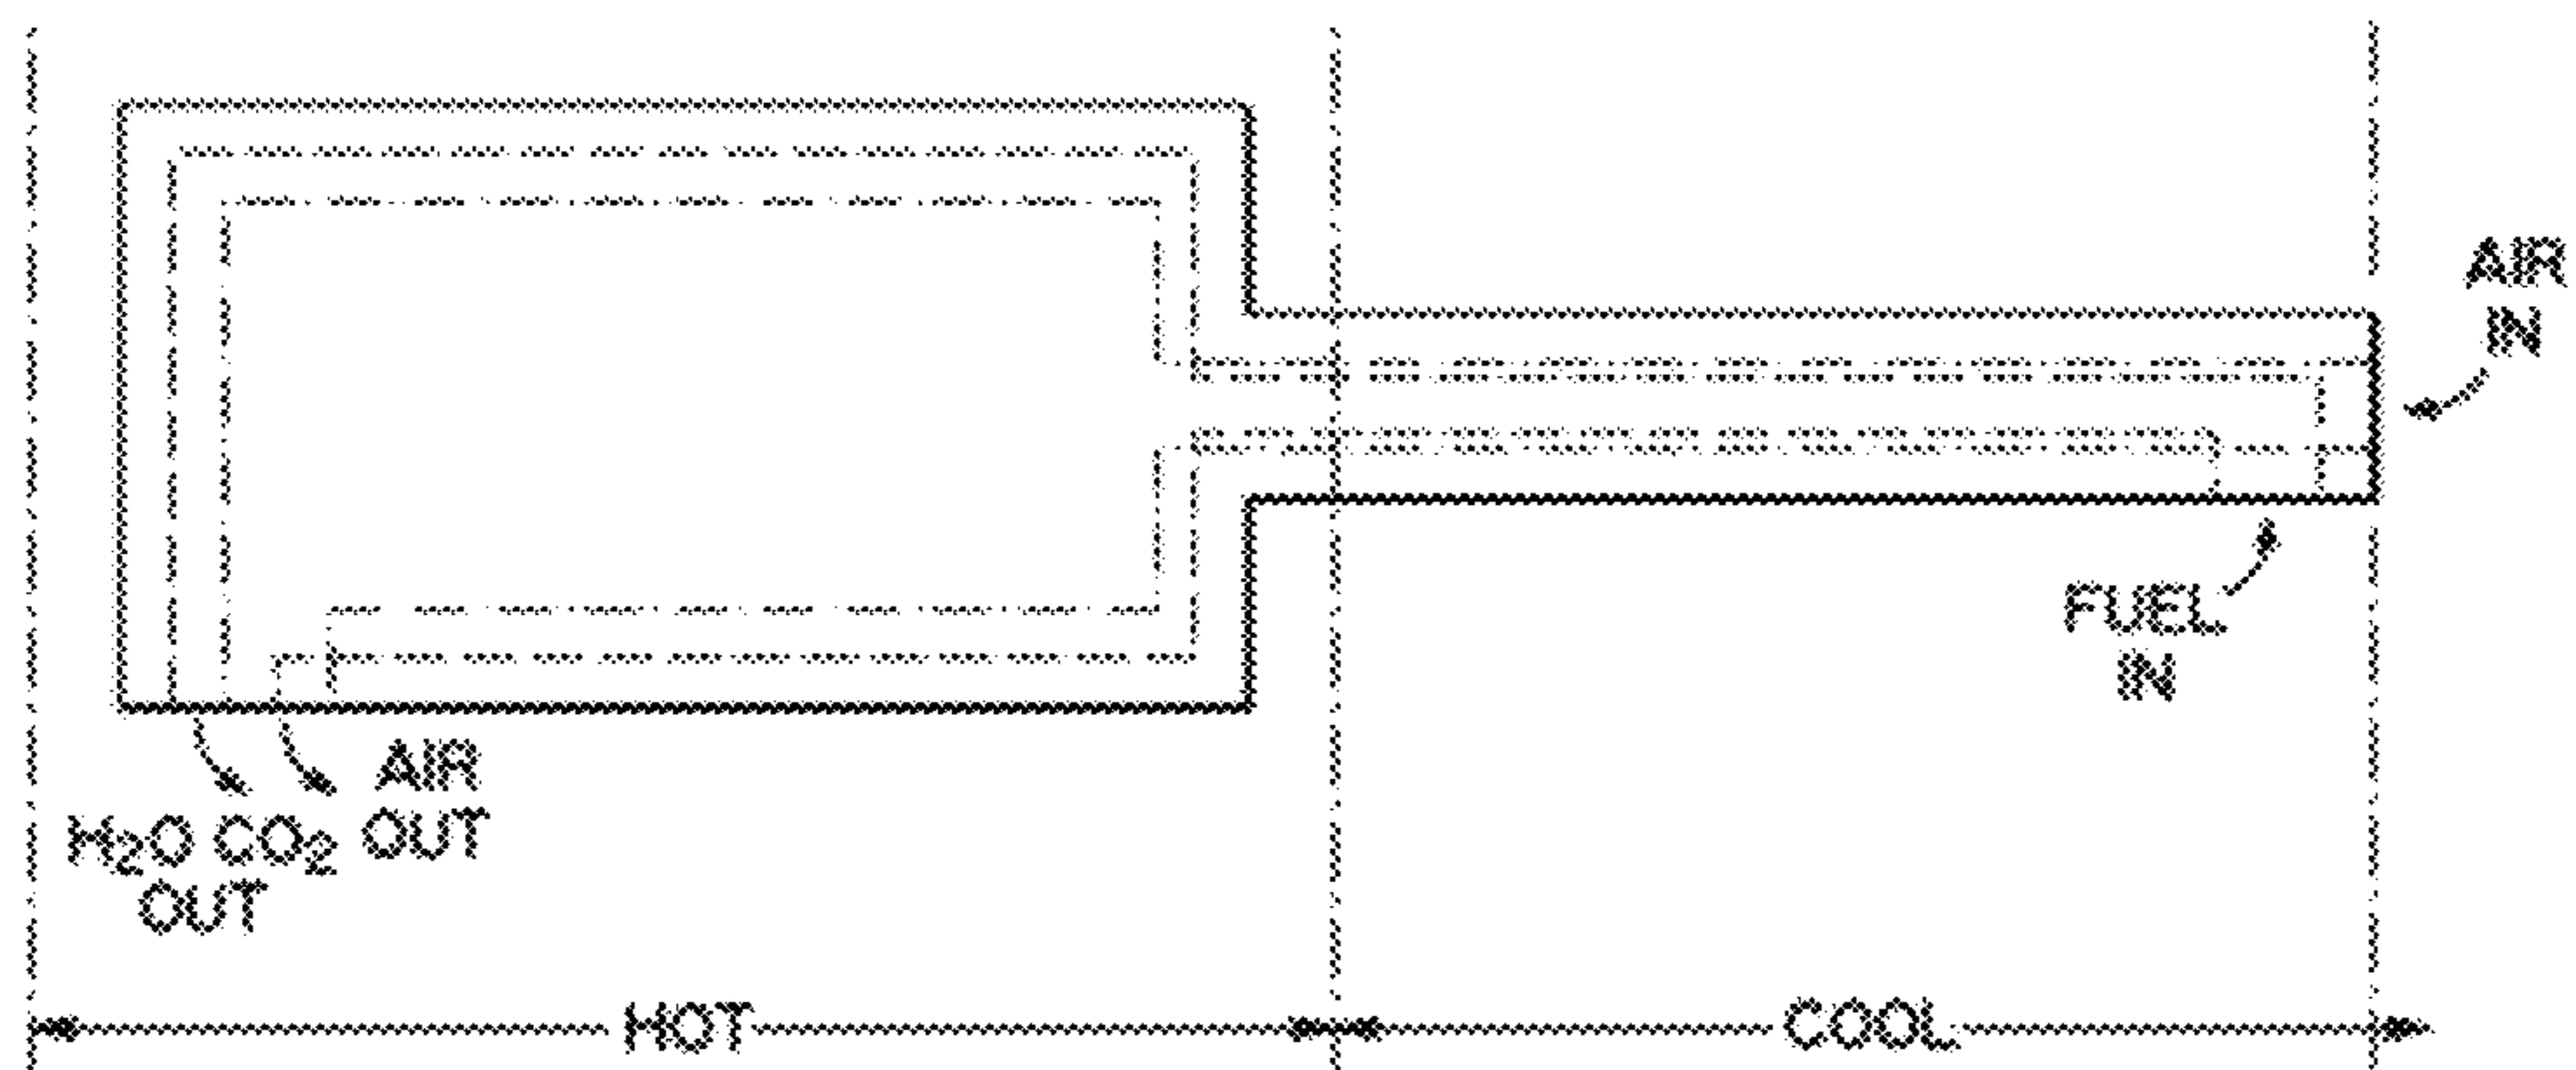 AIR
IN
FUEL
IN
AIR
H₂O CO₂ OUT
OUT
HOT
COOL